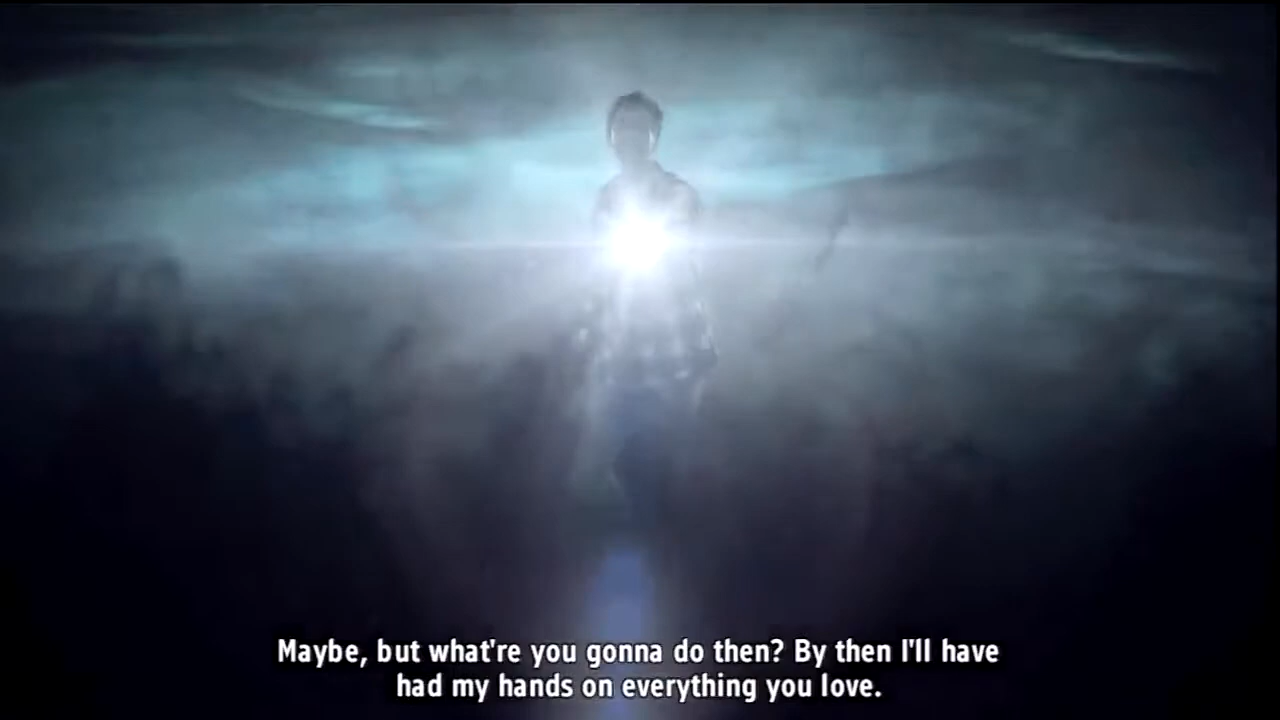 Maybe, but what're you gonna do then? By then I'll have
had my hands on everything you love.